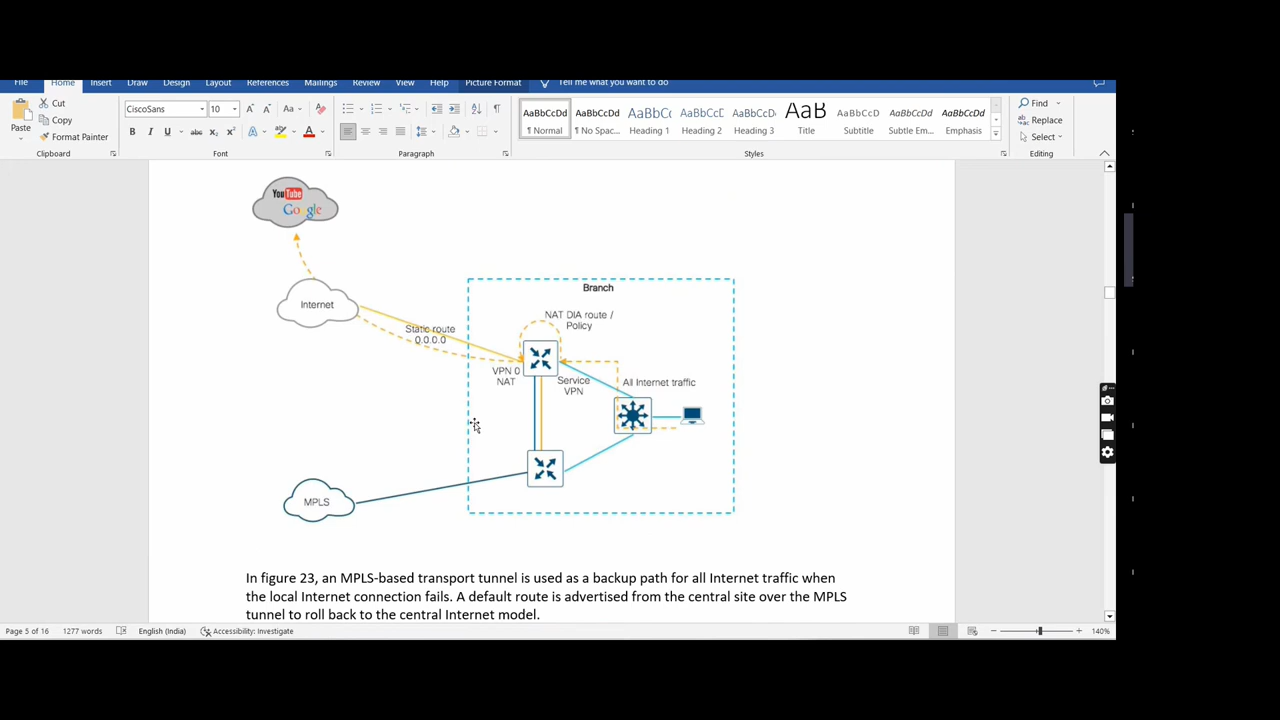 File Home Insert Draw Design Layout References Mailings Review View Help Picture Format Tell me what you want to do
Paste
Cut
Copy
Format Painter
Clipboard
CiscoSans 10
Font
Paragraph
AaBbCcDd AaBbCcDd AaBbC AaBbCcC AaBbCcD AaB AaBbCcD AaBbCcDd AaBbCcDd
¶ Normal ¶ No Spac... Heading 1 Heading 2 Heading 3 Title Subtitle Subtle Em... Emphasis
Styles
Find
Replace
Select
Editing
YouTube
Google
Internet
Static route
0.0.0.0
Branch
NAT DIA route /
Policy
VPN 0
NAT
Service
VPN
All Internet traffic
MPLS
In figure 23, an MPLS-based transport tunnel is used as a backup path for all Internet traffic when
the local Internet connection fails. A default route is advertised from the central site over the MPLS
tunnel to roll back to the central Internet model.
Page 5 of 16 1277 words English (India) Accessibility: Investigate 140%